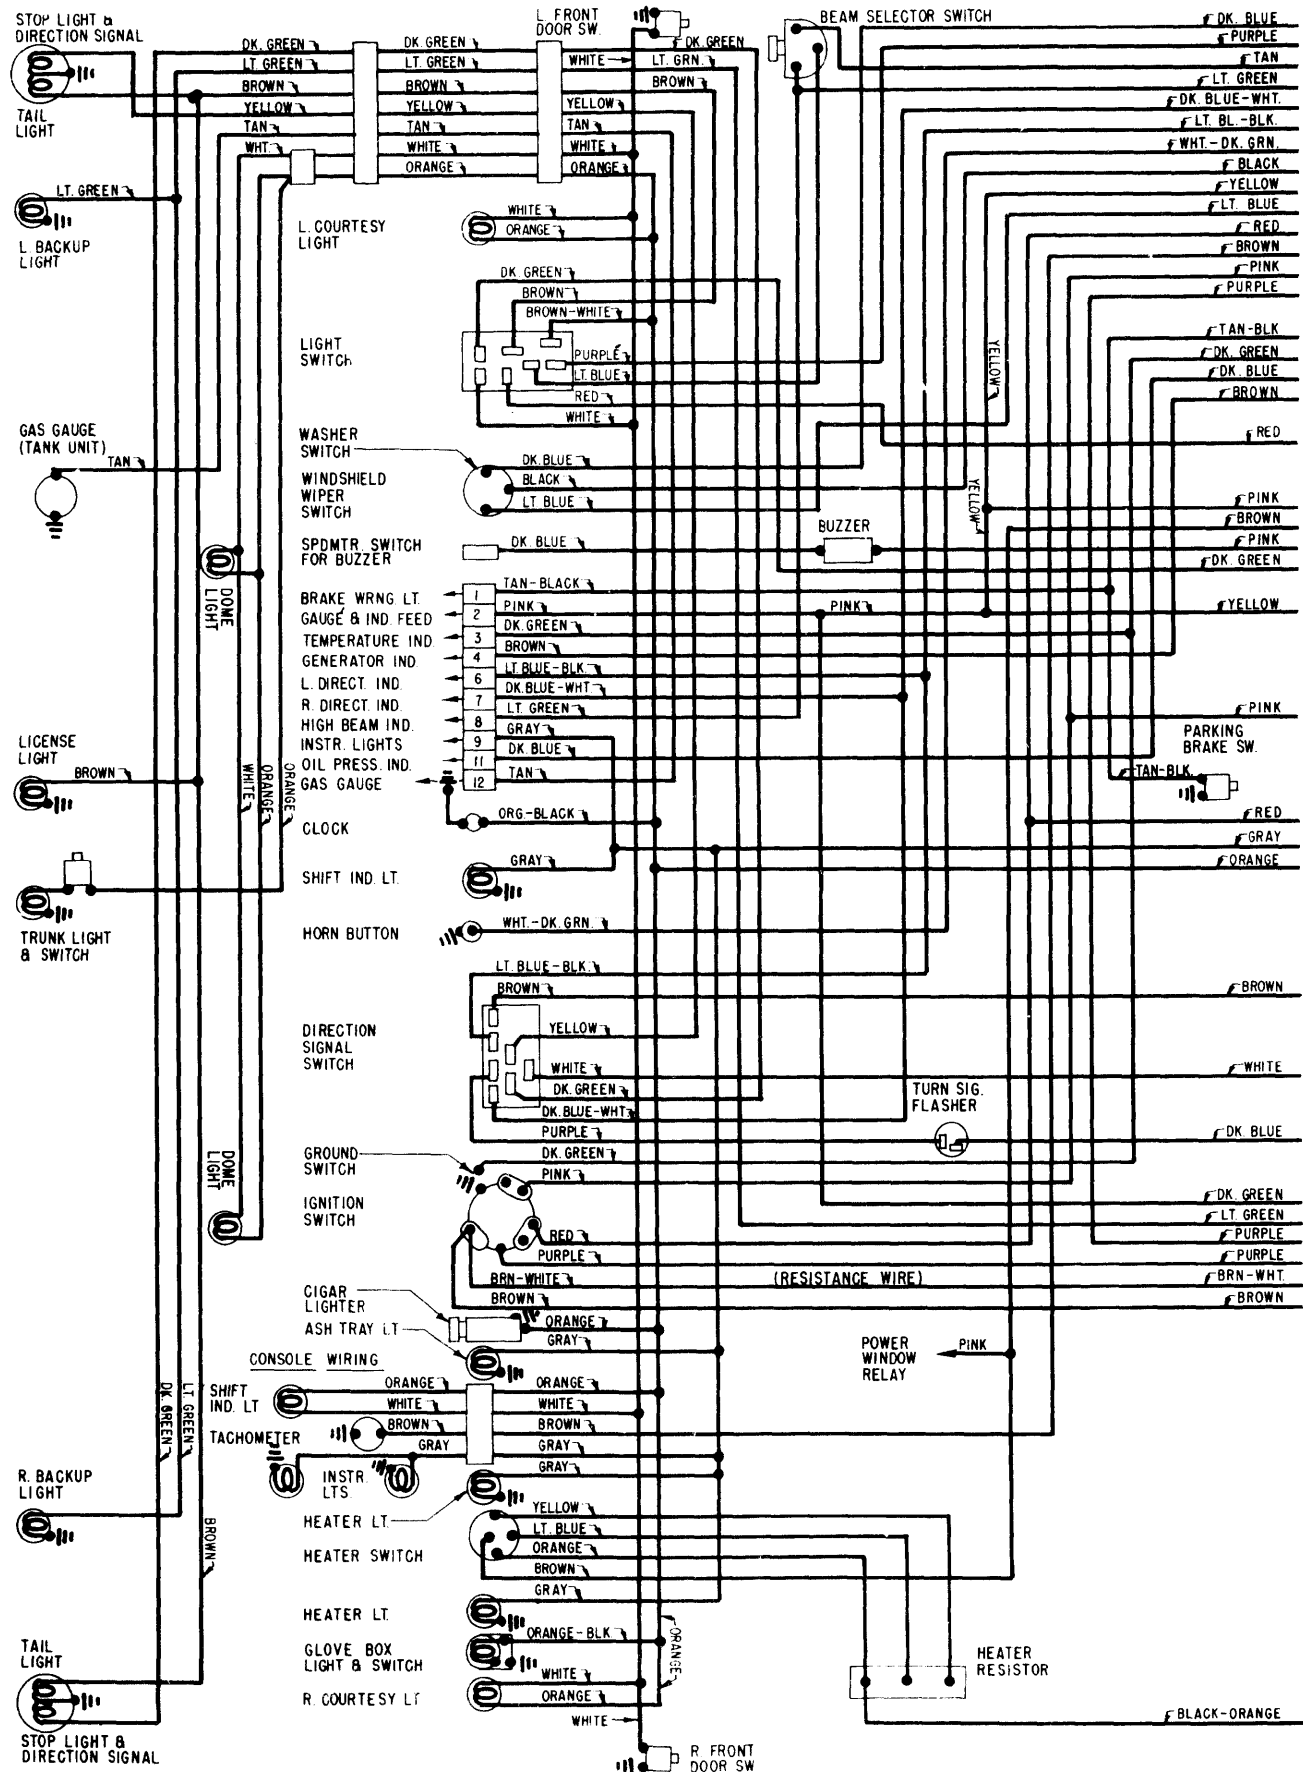 STOP LIGHT &
DIRECTION SIGNAL
TAIL
LIGHT
DK. GREEN
LT. GREEN
BROWN
YELLOW
TAN
WHT.
DK. GREEN
LT. GREEN
BROWN
YELLOW
TAN
WHITE
ORANGE
L. FRONT
DOOR SW.
WHITE
DK. GREEN
LT. GRN.
BROWN
YELLOW
TAN
WHITE
ORANGE
BEAM SELECTOR SWITCH
DK. BLUE
PURPLE
TAN
LT. GREEN
DK. BLUE-WHT.
LT. BL.-BLK.
WHT.-DK. GRN.
BLACK
YELLOW
LT. BLUE
RED
BROWN
PINK
PURPLE
TAN-BLK
DK. GREEN
DK. BLUE
BROWN
RED
PINK
BROWN
PINK
DK. GREEN
YELLOW
PINK
PARKING
BRAKE SW.
TAN-BLK.
RED
GRAY
ORANGE
BROWN
WHITE
DK. BLUE
DK. GREEN
LT. GREEN
PURPLE
PURPLE
BRN-WHT.
BROWN
BLACK-ORANGE
LT. GREEN
L. BACKUP
LIGHT
L. COURTESY
LIGHT
WHITE
ORANGE
LIGHT
SWITCH
DK. GREEN
BROWN
BROWN-WHITE
PURPLE
LT. BLUE
RED
WHITE
YELLOW
YELLOW
GAS GAUGE
(TANK UNIT)
TAN
WASHER
SWITCH
WINDSHIELD
WIPER
SWITCH
DK. BLUE
BLACK
LT BLUE
SPDMTR. SWITCH
FOR BUZZER
DK. BLUE
BUZZER
DOME
LIGHT
BRAKE WRNG. LT. 1 TAN-BLACK
GAUGE & IND. FEED 2 PINK PINK
TEMPERATURE IND. 3 DK. GREEN
GENERATOR IND. 4 BROWN
L. DIRECT. IND. 6 LT BLUE-BLK.
R. DIRECT. IND. 7 DK. BLUE-WHT.
HIGH BEAM IND. 8 LT. GREEN
INSTR. LIGHTS 9 GRAY
OIL PRESS. IND. 11 DK. BLUE
GAS GAUGE 12 TAN
LICENSE
LIGHT
BROWN
WHITE
ORANGE
ORANGE
CLOCK
ORG.-BLACK
SHIFT IND. LT.
GRAY
TRUNK LIGHT
& SWITCH
HORN BUTTON
WHT.-DK. GRN.
DIRECTION
SIGNAL
SWITCH
LT. BLUE-BLK.
BROWN
YELLOW
WHITE
DK. GREEN
DK. BLUE-WHT.
PURPLE
TURN SIG.
FLASHER
DOME
LIGHT
GROUND
SWITCH
DK. GREEN
IGNITION
SWITCH
PINK
RED
PURPLE
BRN-WHITE
(RESISTANCE WIRE)
BROWN
CIGAR
LIGHTER
ORANGE
ASH TRAY LT.
GRAY
POWER
WINDOW
RELAY
PINK
CONSOLE WIRING
SHIFT
IND. LT
ORANGE
WHITE
TACHOMETER
BROWN
GRAY
INSTR.
LTS.
ORANGE
WHITE
BROWN
GRAY
GRAY
DK. GREEN
LT. GREEN
BROWN
R. BACKUP
LIGHT
HEATER LT.
HEATER SWITCH
YELLOW
LT. BLUE
ORANGE
BROWN
HEATER LT.
GRAY
GLOVE BOX
LIGHT & SWITCH
ORANGE-BLK.
ORANGE
HEATER
RESISTOR
R. COURTESY LT
WHITE
ORANGE
WHITE
R. FRONT
DOOR SW
TAIL
LIGHT
STOP LIGHT &
DIRECTION SIGNAL